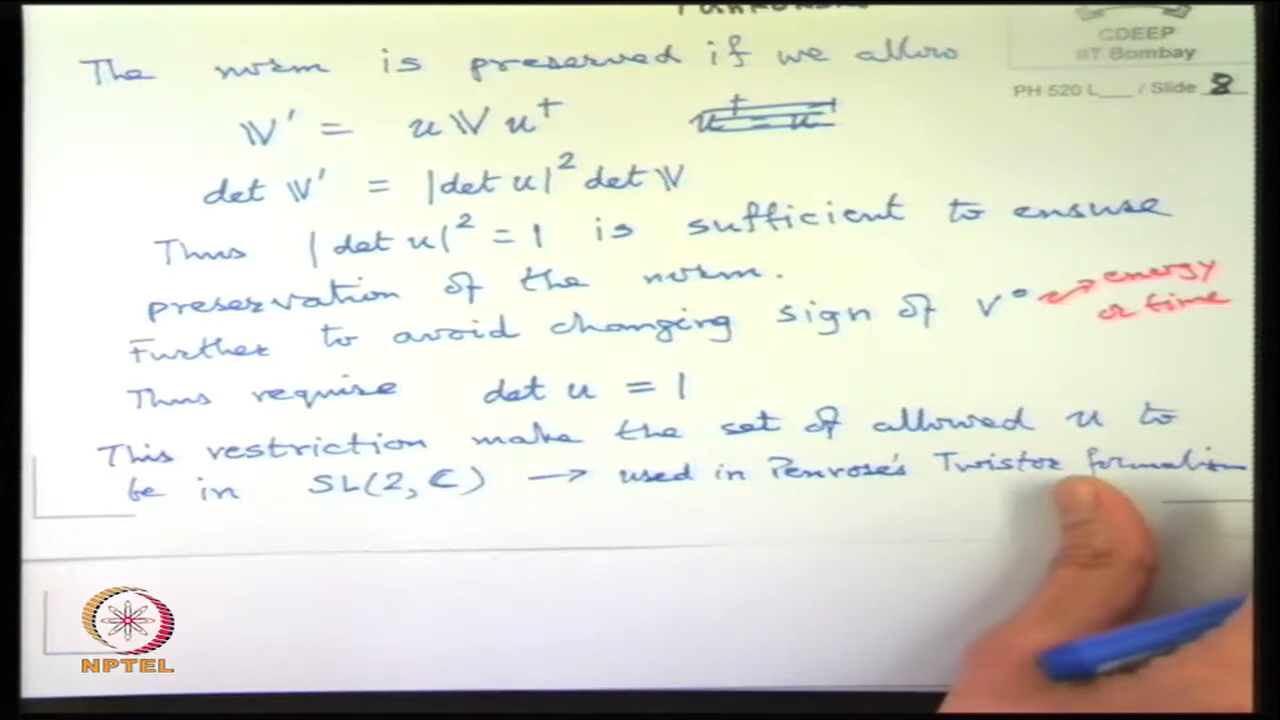 CDEEP
IIT Bombay
PH 520 L___ / Slide 8
The norm is preserved if we allow
𝕍' = u 𝕍 u†
det 𝕍' = |det u|² det 𝕍
Thus |det u|² = 1 is sufficient to ensure
preservation of the norm.
Further to avoid changing sign of V⁰ ↔ energy
or time
Thus require det u = 1
This restriction make the set of allowed u to
be in SL(2, C) → used in Penrose's Twistor formalism
NPTEL